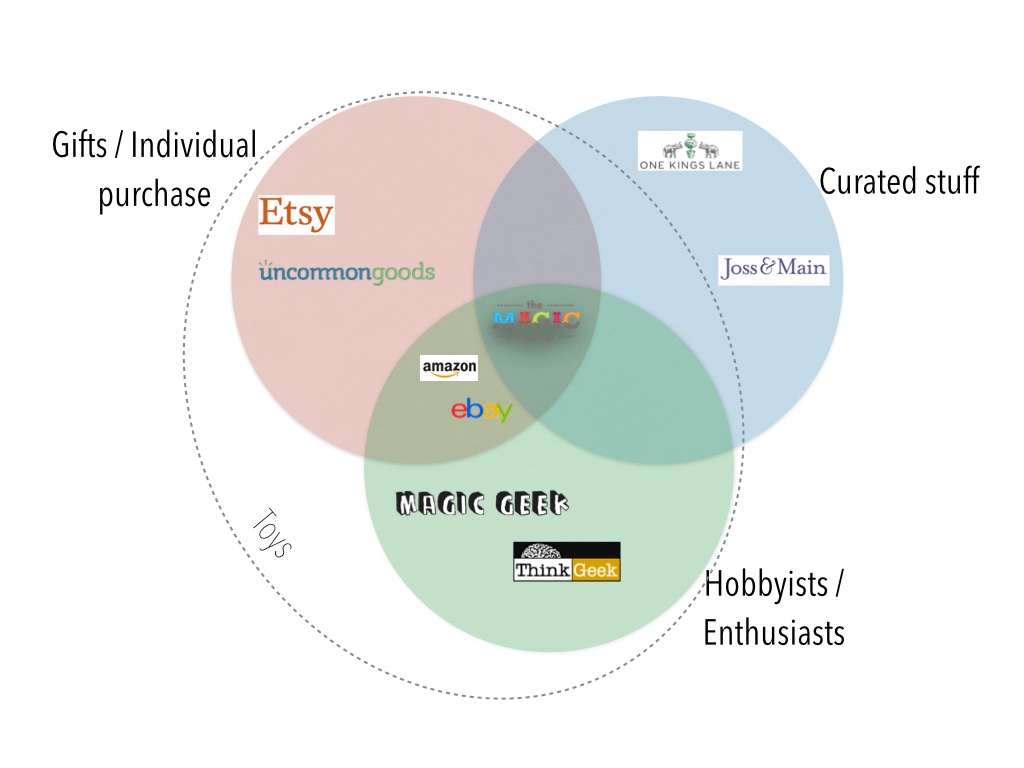 Gifts / Individual
purchase
Etsy
uncommongoods
ONE KINGS LANE
Curated stuff
Joss&Main
the
MAGIC
amazon
ebay
MAGIC GEEK
Toys
ThinkGeek
Hobbyists /
Enthusiasts